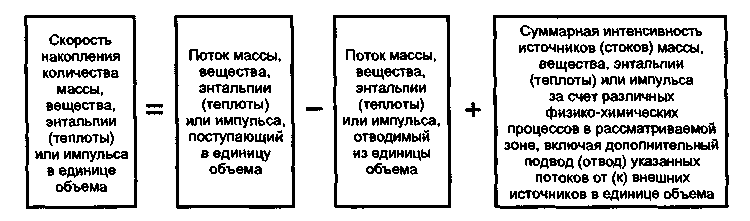 Скорость
накопления
количества
массы,
вещества,
энтальпии
(теплоты)
или импульса
в единице
объема
=
Поток массы,
вещества,
энтальпии
(теплоты)
или импульса,
поступающий
в единицу
объема
−
Поток массы,
вещества,
энтальпии
(теплоты)
или импульса,
отводимый
из единицы
объема
+
Суммарная интенсивность
источников (стоков) массы,
вещества, энтальпии
(теплоты) или импульса
за счет различных
физико-химических
процессов в рассматриваемой
зоне, включая дополнительный
подвод (отвод) указанных
потоков от (к) внешних
источников в единице объема